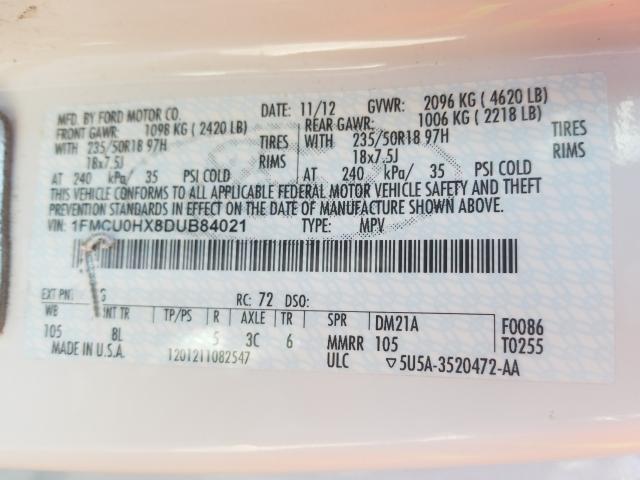 MFD. BY FORD MOTOR CO. DATE: 11/12 GVWR: 2096 KG ( 4620 LB)
FRONT GAWR: 1098 KG ( 2420 LB) REAR GAWR: 1006 KG ( 2218 LB)
WITH 235/50R18 97H TIRES WITH 235/50R18 97H TIRES
18x7.5J RIMS 18x7.5J RIMS
AT 240 kPa/ 35 PSI COLD AT 240 kPa/ 35 PSI COLD
THIS VEHICLE CONFORMS TO ALL APPLICABLE FEDERAL MOTOR VEHICLE SAFETY AND THEFT
PREVENTION STANDARDS IN EFFECT ON THE DATE OF MANUFACTURE SHOWN ABOVE.
VIN: 1FMCU0HX8DUB84021 TYPE: MPV
EXT PNT: RC: 72 DSO:
WB INT TR TP/PS R AXLE TR SPR DM21A F0086
105 BL 5 3C 6 MMRR 105 T0255
MADE IN U.S.A. 1201211082547 ULC ▽5U5A-3520472-AA